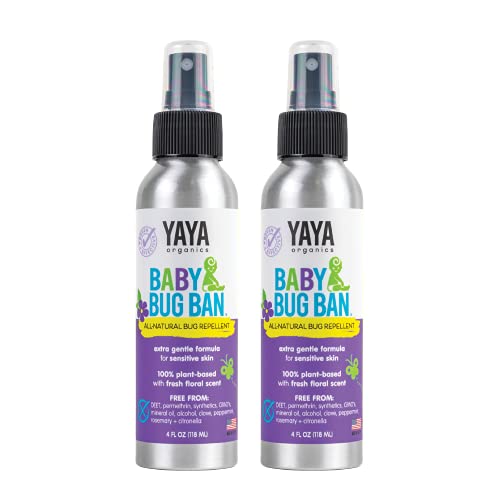 YAYA
organics
BABY
BUG BAN
ALL-NATURAL BUG REPELLENT
extra gentle formula
for sensitive skin
100% plant-based
with fresh floral scent
FREE FROM:
DEET, permethrin, synthetics, GMO's,
mineral oil, alcohol, clove, peppermint,
rosemary + citronella
4 FL OZ (118 ML)
YAYA
organics
BABY
BUG BAN
ALL-NATURAL BUG REPELLENT
extra gentle formula
for sensitive skin
100% plant-based
with fresh floral scent
FREE FROM:
DEET, permethrin, synthetics, GMO's,
mineral oil, alcohol, clove, peppermint,
rosemary + citronella
4 FL OZ (118 ML)